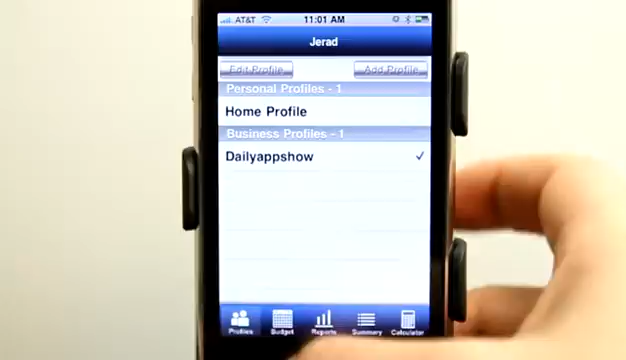 AT&T 11:01 AM
Jerad
Edit Profile Add Profile
Personal Profiles - 1
Home Profile
Business Profiles - 1
Dailyappshow
Profiles Budget Reports Summary Calculator